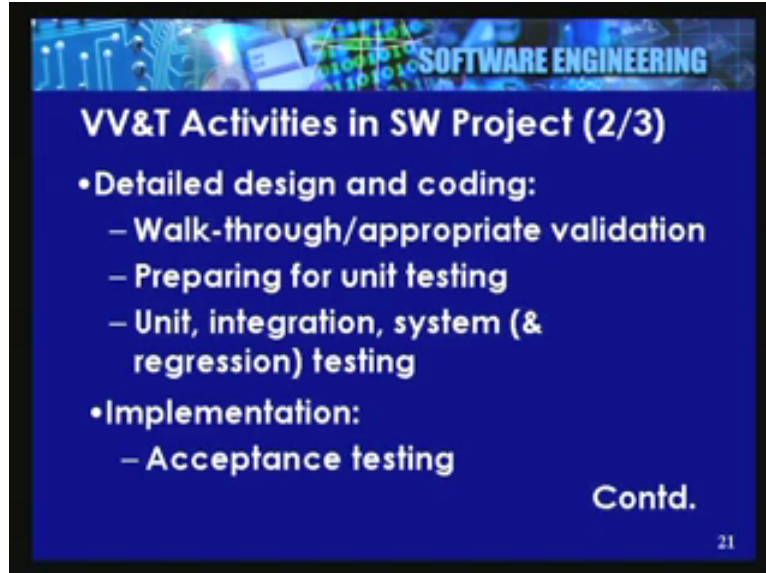 SOFTWARE ENGINEERING
VV&T Activities in SW Project (2/3)
•Detailed design and coding:
– Walk-through/appropriate validation
– Preparing for unit testing
– Unit, integration, system (&
regression) testing
•Implementation:
– Acceptance testing
Contd.
21